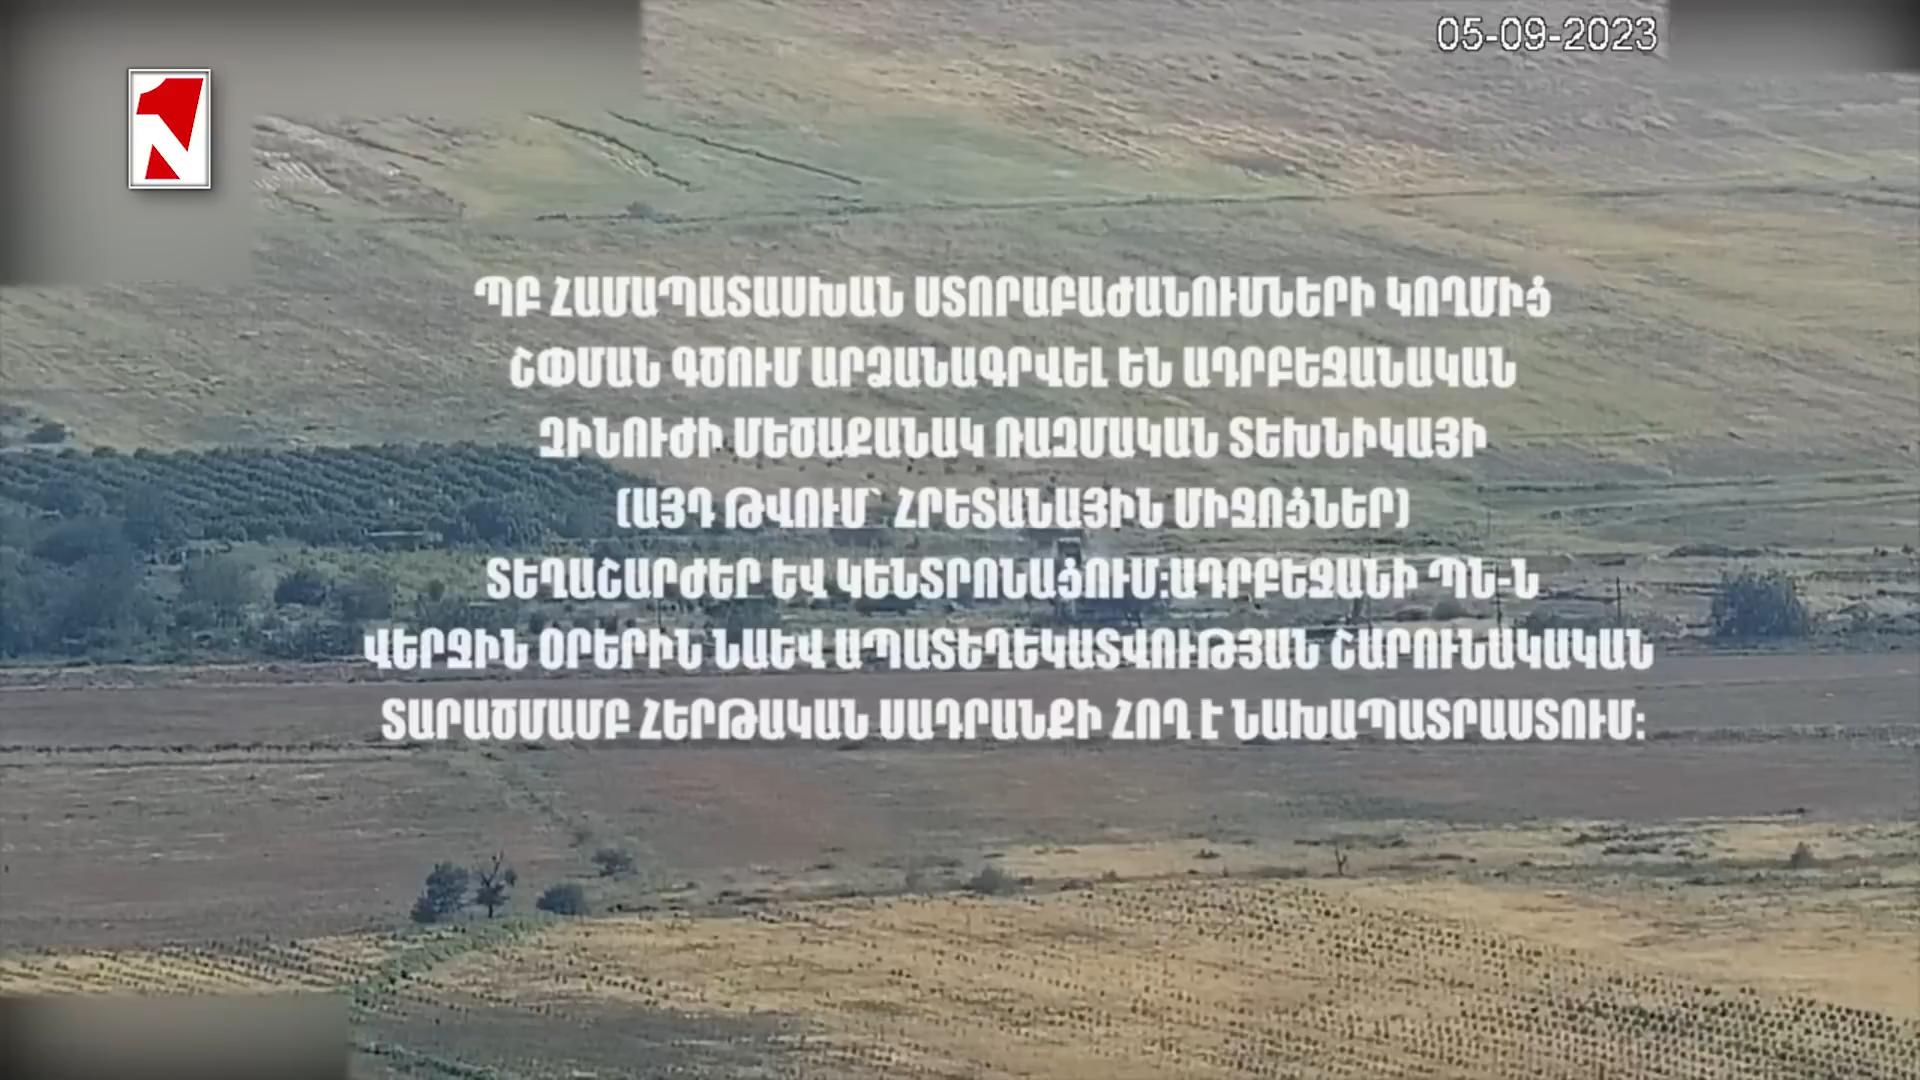 05-09-2023
1N
ՊԲ ՀԱՄԱՊԱՏԱՍԽԱՆ ՍՏՈՐԱԲԱԺԱՆՈՒՄՆԵՐԻ ԿՈՂՄԻՑ
ՇՓՄԱՆ ԳԾՈՒՄ ԱՐՁԱՆԱԳՐՎԵԼ ԵՆ ԱԴՐԲԵՋԱՆԱԿԱՆ
ԶԻՆՈՒԺԻ ՄԵԾԱՔԱՆԱԿ ՌԱԶՄԱԿԱՆ ՏԵԽՆԻԿԱՅԻ
(ԱՅԴ ԹՎՈՒՄ՝ ՀՐԵՏԱՆԱՅԻՆ ՄԻՋՈՑՆԵՐ)
ՏԵՂԱՇԱՐԺԵՐ ԵՎ ԿԵՆՏՐՈՆԱՑՈՒՄ:ԱԴՐԲԵՋԱՆԻ ՊՆ-Ն
ՎԵՐՋԻՆ ՕՐԵՐԻՆ ՆԱԵՎ ԱՊԱՏԵՂԵԿԱՏՎՈՒԹՅԱՆ ՇԱՐՈՒՆԱԿԱԿԱՆ
ՏԱՐԱԾՄԱՄԲ ՀԵՐԹԱԿԱՆ ՍԱԴՐԱՆՔԻ ՀՈՂ Է ՆԱԽԱՊԱՏՐԱՍՏՈՒՄ: